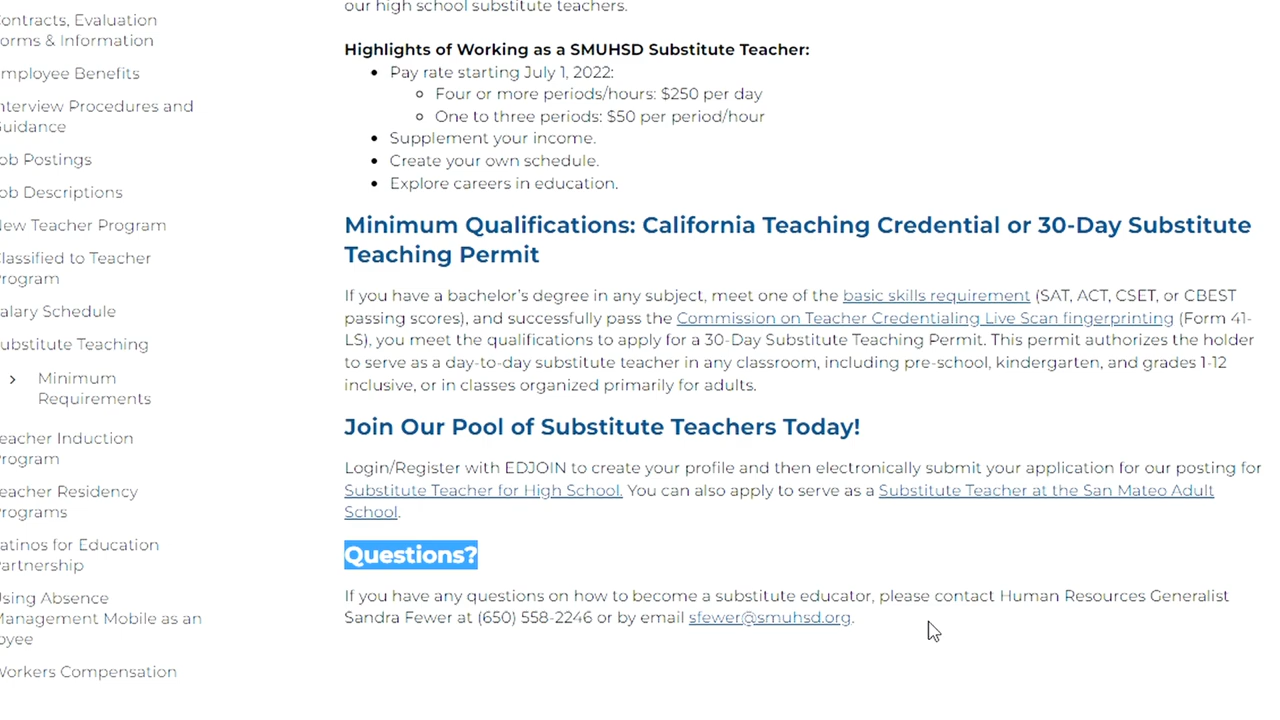 our high school substitute teachers.
Contracts, Evaluation
orms & Information
mployee Benefits
nterview Procedures and
Guidance
ob Postings
ob Descriptions
New Teacher Program
Classified to Teacher
rogram
alary Schedule
ubstitute Teaching
Minimum
Requirements
eacher Induction
rogram
eacher Residency
rograms
atinos for Education
artnership
Using Absence
Management Mobile as an
oyee
Workers Compensation
Highlights of Working as a SMUHSD Substitute Teacher:
Pay rate starting July 1, 2022:
Four or more periods/hours: $250 per day
One to three periods: $50 per period/hour
Supplement your income.
Create your own schedule.
Explore careers in education.
Minimum Qualifications: California Teaching Credential or 30-Day Substitute
Teaching Permit
If you have a bachelor's degree in any subject, meet one of the basic skills requirement (SAT, ACT, CSET, or CBEST
passing scores), and successfully pass the Commission on Teacher Credentialing Live Scan fingerprinting (Form 41-
LS), you meet the qualifications to apply for a 30-Day Substitute Teaching Permit. This permit authorizes the holder
to serve as a day-to-day substitute teacher in any classroom, including pre-school, kindergarten, and grades 1-12
inclusive, or in classes organized primarily for adults.
Join Our Pool of Substitute Teachers Today!
Login/Register with EDJOIN to create your profile and then electronically submit your application for our posting for
Substitute Teacher for High School. You can also apply to serve as a Substitute Teacher at the San Mateo Adult
School.
Questions?
If you have any questions on how to become a substitute educator, please contact Human Resources Generalist
Sandra Fewer at (650) 558-2246 or by email sfewer@smuhsd.org.